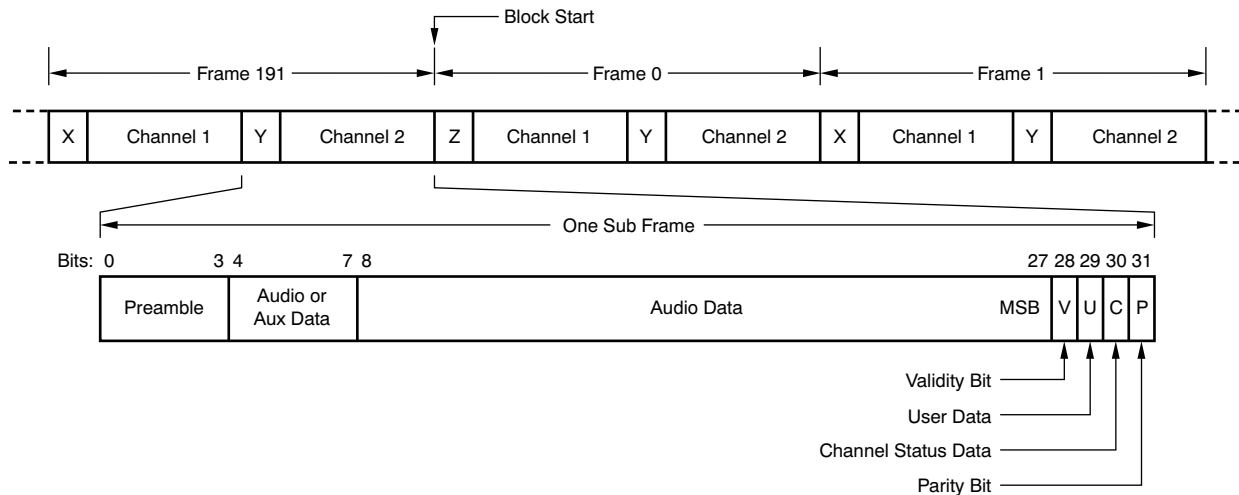 Block Start
Frame 191 Frame 0 Frame 1
X Channel 1 Y Channel 2 Z Channel 1 Y Channel 2 X Channel 1 Y Channel 2
One Sub Frame
Bits: 0 3 4 7 8 27 28 29 30 31
Preamble Audio or Aux Data Audio Data MSB V U C P
Validity Bit
User Data
Channel Status Data
Parity Bit